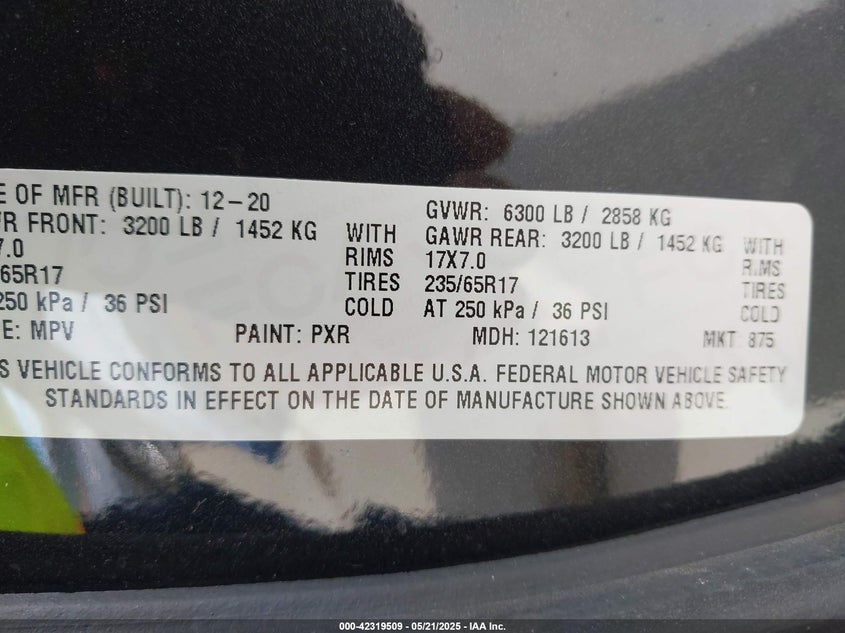 E OF MFR (BUILT): 12-20 GVWR: 6300 LB / 2858 KG
WR FRONT: 3200 LB / 1452 KG WITH GAWR REAR: 3200 LB / 1452 KG WITH
7.0 RIMS 17X7.0 RIMS
65R17 TIRES 235/65R17 TIRES
250 kPa / 36 PSI COLD AT 250 kPa / 36 PSI COLD
E: MPV PAINT: PXR MDH: 121613 MKT: 875
S VEHICLE CONFORMS TO ALL APPLICABLE U.S.A. FEDERAL MOTOR VEHICLE SAFETY
STANDARDS IN EFFECT ON THE DATE OF MANUFACTURE SHOWN ABOVE.
000-42319509 - 05/21/2025 - IAA Inc.